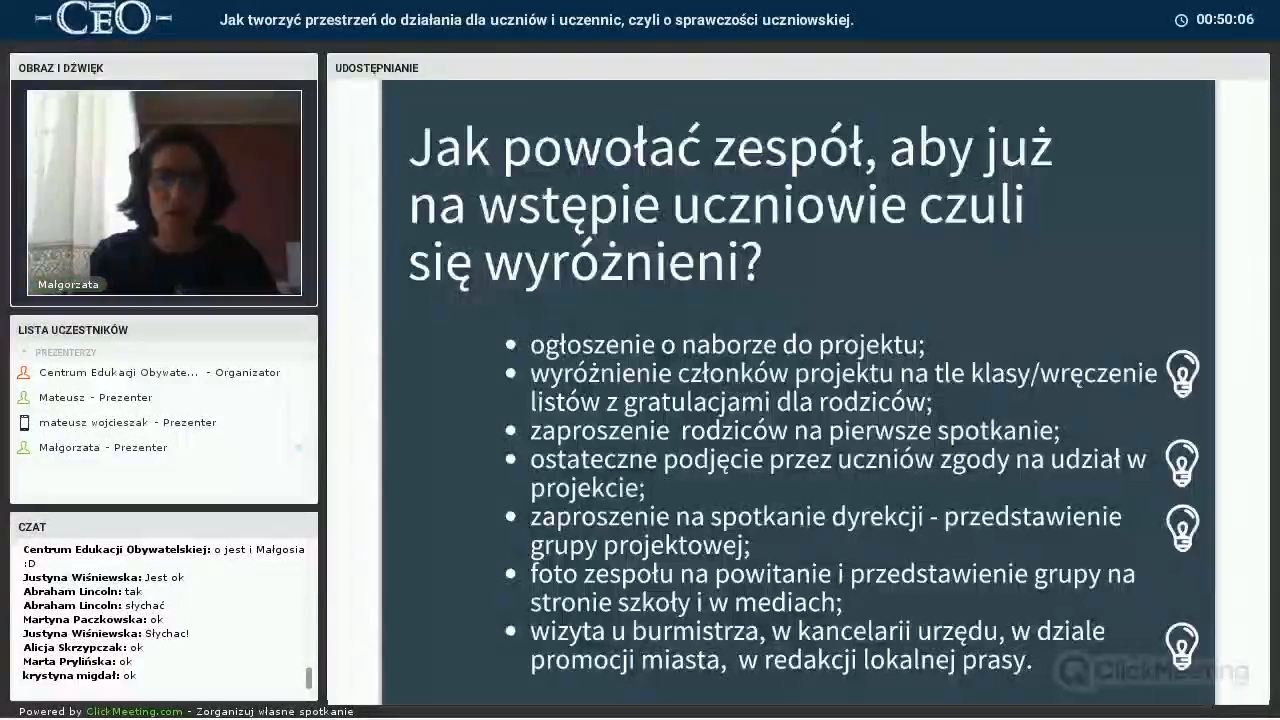 CEO
Jak tworzyć przestrzeń do działania dla uczniów i uczennic, czyli o sprawczości uczniowskiej.
00:50:06
OBRAZ I DŹWIĘK
Małgorzata
LISTA UCZESTNIKÓW
PREZENTERZY
Centrum Edukacji Obywate... - Organizator
Mateusz - Prezenter
mateusz wojcieszak - Prezenter
Małgorzata - Prezenter
CZAT
Centrum Edukacji Obywatelskiej: o jest i Małgosia
:D
Justyna Wiśniewska: Jest ok
Abraham Lincoln: tak
Abraham Lincoln: słychać
Martyna Paczkowska: ok
Justyna Wiśniewska: Słychac!
Alicja Skrzypczak: ok
Marta Prylińska: ok
krystyna migdał: ok
UDOSTĘPNIANIE
Jak powołać zespół, aby już
na wstępie uczniowie czuli
się wyróżnieni?
• ogłoszenie o naborze do projektu;
• wyróżnienie członków projektu na tle klasy/wręczenie
listów z gratulacjami dla rodziców;
• zaproszenie rodziców na pierwsze spotkanie;
• ostateczne podjęcie przez uczniów zgody na udział w
projekcie;
• zaproszenie na spotkanie dyrekcji - przedstawienie
grupy projektowej;
• foto zespołu na powitanie i przedstawienie grupy na
stronie szkoły i w mediach;
• wizyta u burmistrza, w kancelarii urzędu, w dziale
promocji miasta, w redakcji lokalnej prasy.
ClickMeeting
Powered by ClickMeeting.com - Zorganizuj własne spotkanie